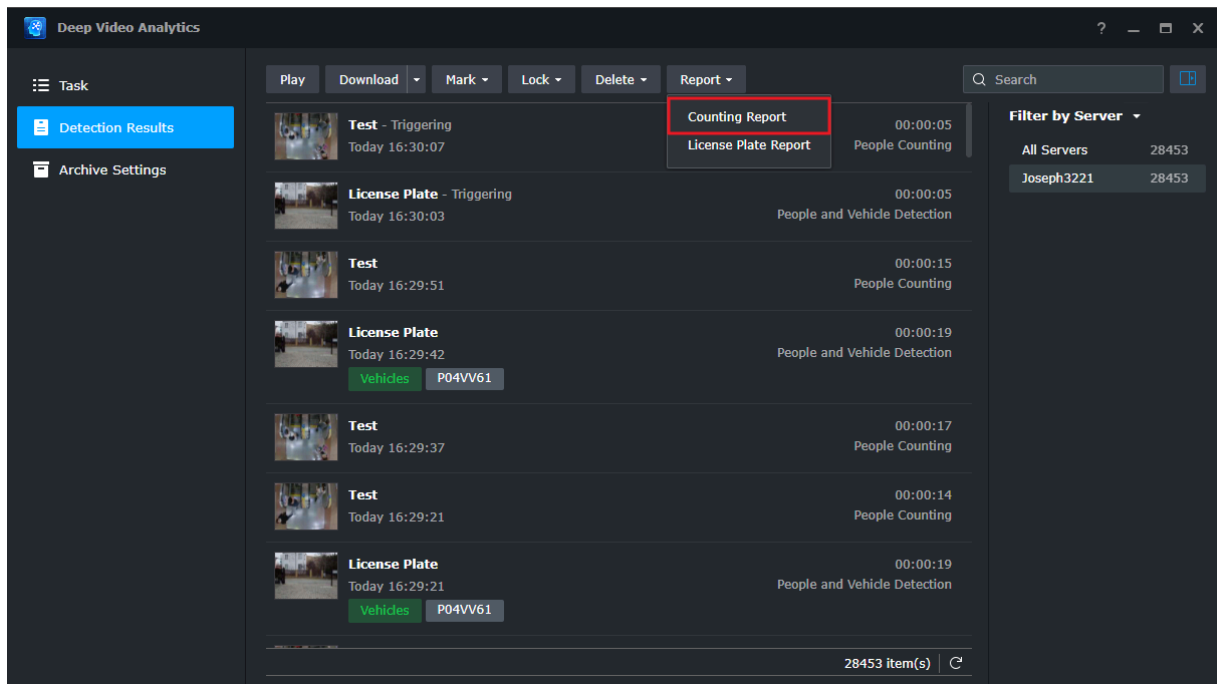 Deep Video Analytics
?
Task
Detection Results
Archive Settings
Play Download Mark Lock Delete Report
Search
Counting Report
License Plate Report
Test - Triggering 00:00:05
Today 16:30:07 People Counting
License Plate - Triggering 00:00:05
Today 16:30:03 People and Vehicle Detection
Test 00:00:15
Today 16:29:51 People Counting
License Plate 00:00:19
Today 16:29:42 People and Vehicle Detection
Vehicles P04VV61
Test 00:00:17
Today 16:29:37 People Counting
Test 00:00:14
Today 16:29:21 People Counting
License Plate 00:00:19
Today 16:29:21 People and Vehicle Detection
Vehicles P04VV61
28453 item(s)
Filter by Server
All Servers 28453
Joseph3221 28453